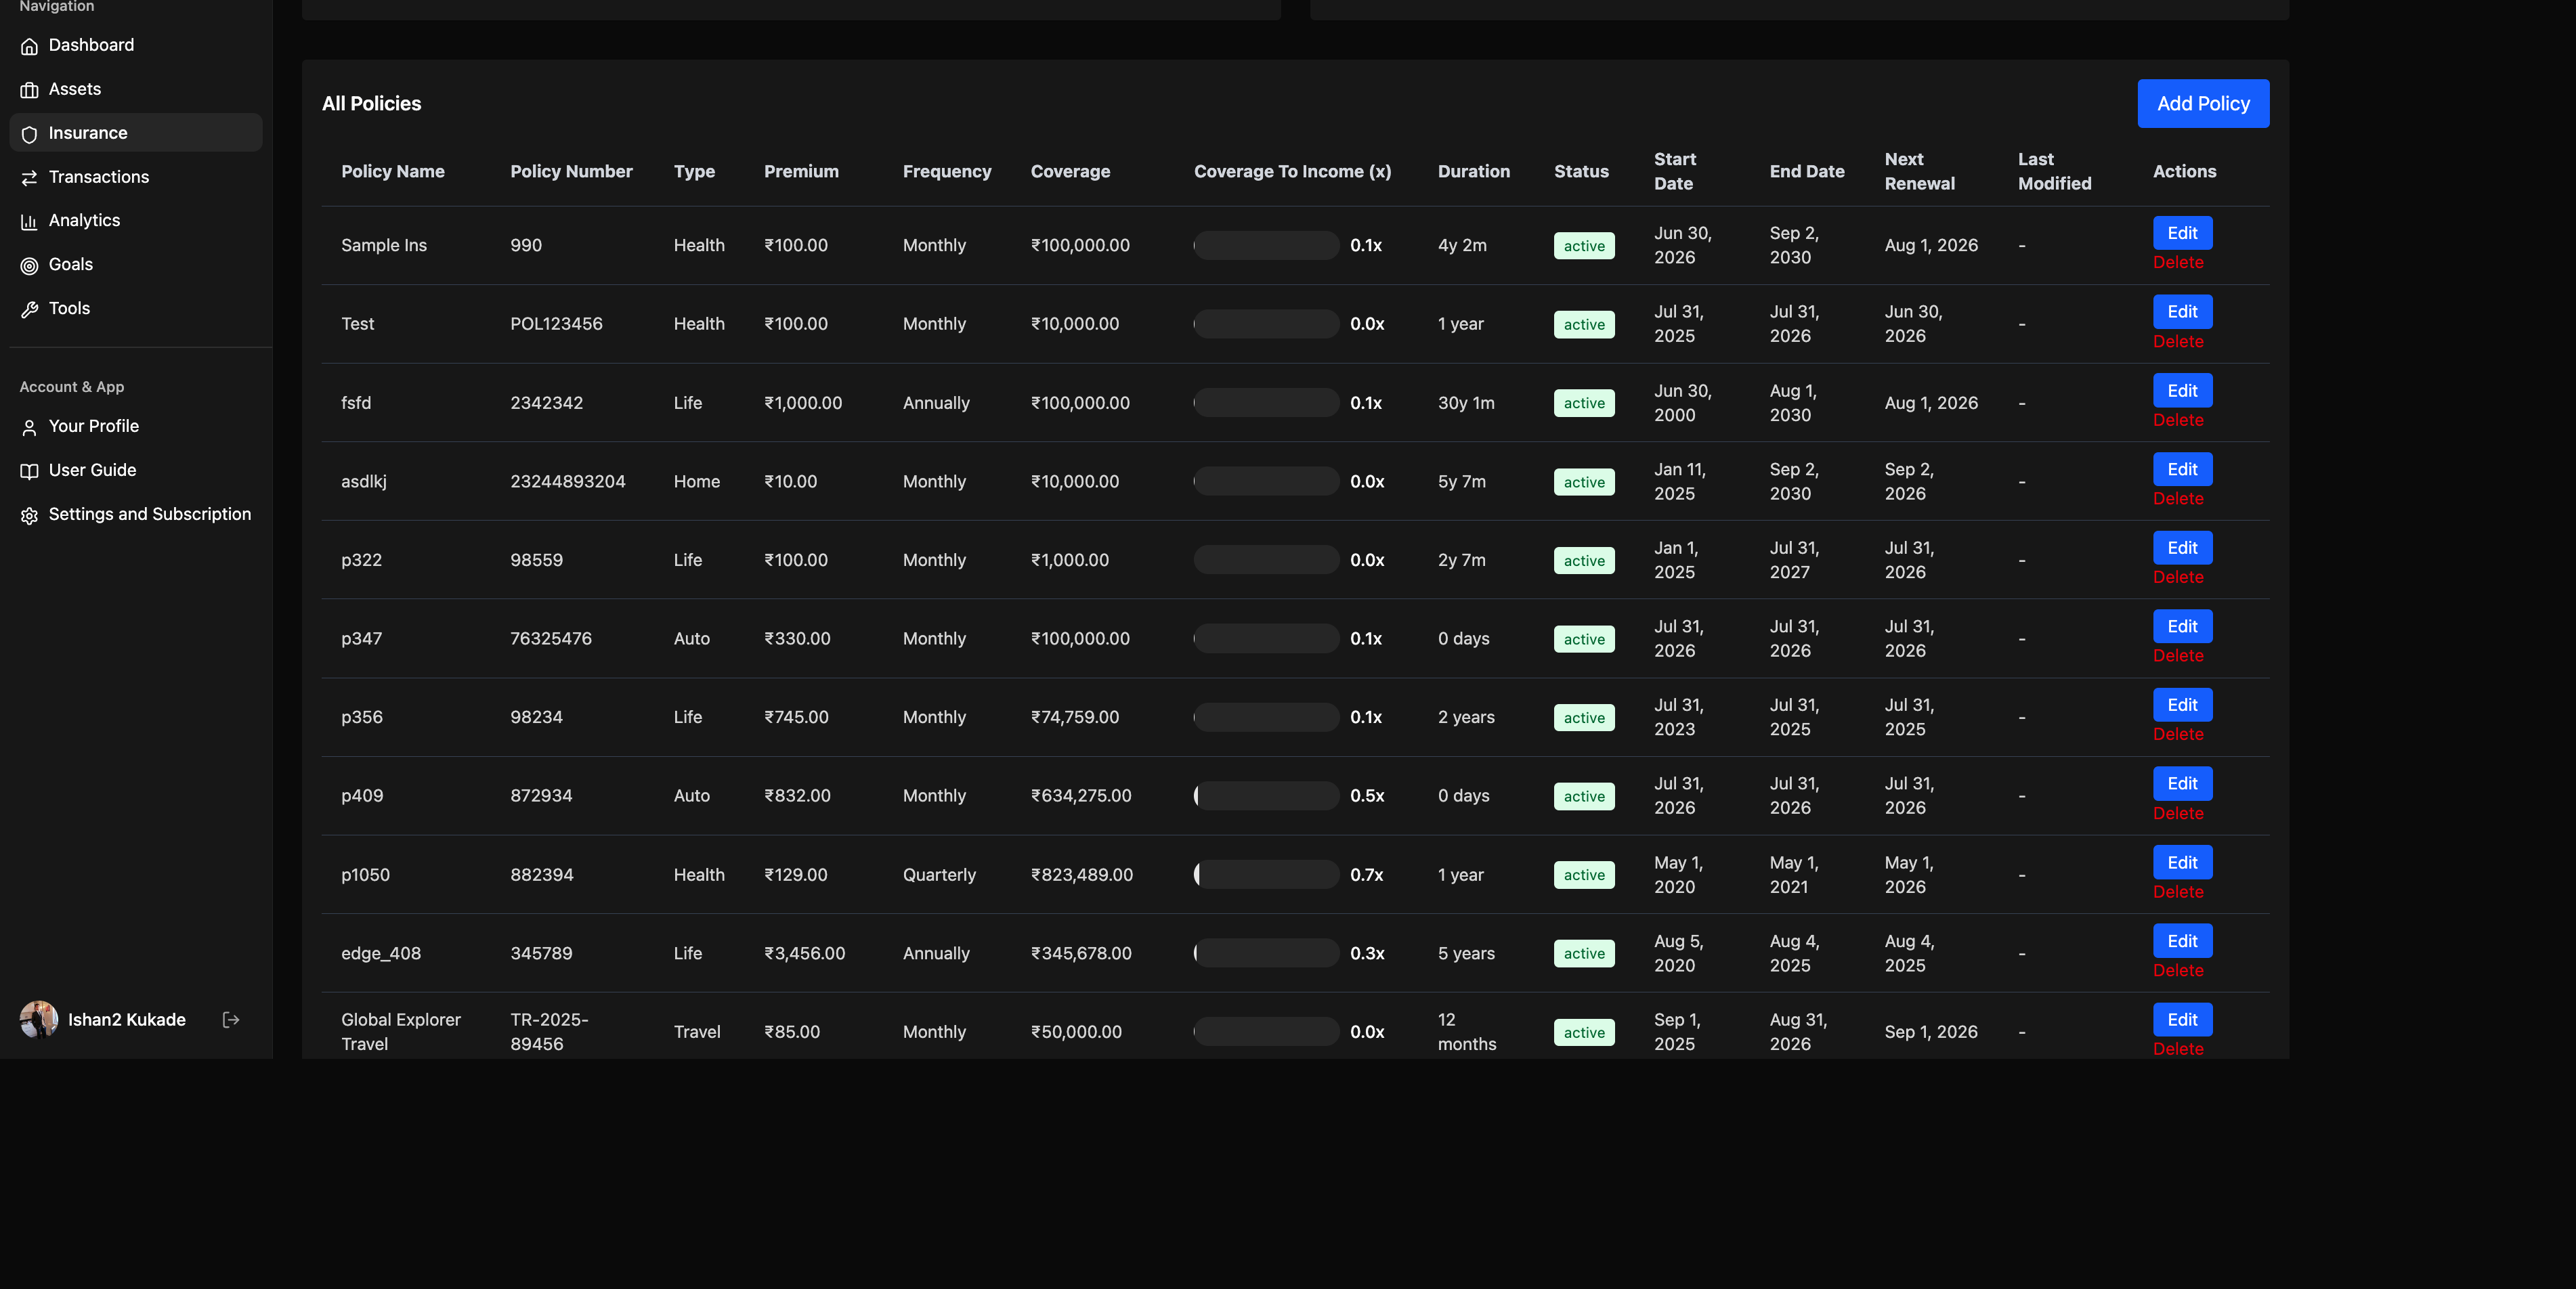 Navigation
Dashboard
Assets
Insurance
Transactions
Analytics
Goals
Tools
Account & App
Your Profile
User Guide
Settings and Subscription
Ishan2 Kukade
All Policies
Add Policy
Policy Name Policy Number Type Premium Frequency Coverage Coverage To Income (x) Duration Status Start Date End Date Next Renewal Last Modified Actions
Sample Ins 990 Health ₹100.00 Monthly ₹100,000.00 0.1x 4y 2m active Jun 30, 2026 Sep 2, 2030 Aug 1, 2026 - Edit Delete
Test POL123456 Health ₹100.00 Monthly ₹10,000.00 0.0x 1 year active Jul 31, 2025 Jul 31, 2026 Jun 30, 2026 - Edit Delete
fsfd 2342342 Life ₹1,000.00 Annually ₹100,000.00 0.1x 30y 1m active Jun 30, 2000 Aug 1, 2030 Aug 1, 2026 - Edit Delete
asdlkj 23244893204 Home ₹10.00 Monthly ₹10,000.00 0.0x 5y 7m active Jan 11, 2025 Sep 2, 2030 Sep 2, 2026 - Edit Delete
p322 98559 Life ₹100.00 Monthly ₹1,000.00 0.0x 2y 7m active Jan 1, 2025 Jul 31, 2027 Jul 31, 2026 - Edit Delete
p347 76325476 Auto ₹330.00 Monthly ₹100,000.00 0.1x 0 days active Jul 31, 2026 Jul 31, 2026 Jul 31, 2026 - Edit Delete
p356 98234 Life ₹745.00 Monthly ₹74,759.00 0.1x 2 years active Jul 31, 2023 Jul 31, 2025 Jul 31, 2025 - Edit Delete
p409 872934 Auto ₹832.00 Monthly ₹634,275.00 0.5x 0 days active Jul 31, 2026 Jul 31, 2026 Jul 31, 2026 - Edit Delete
p1050 882394 Health ₹129.00 Quarterly ₹823,489.00 0.7x 1 year active May 1, 2020 May 1, 2021 May 1, 2026 - Edit Delete
edge_408 345789 Life ₹3,456.00 Annually ₹345,678.00 0.3x 5 years active Aug 5, 2020 Aug 4, 2025 Aug 4, 2025 - Edit Delete
Global Explorer Travel TR-2025-89456 Travel ₹85.00 Monthly ₹50,000.00 0.0x 12 months active Sep 1, 2025 Aug 31, 2026 Sep 1, 2026 - Edit Delete